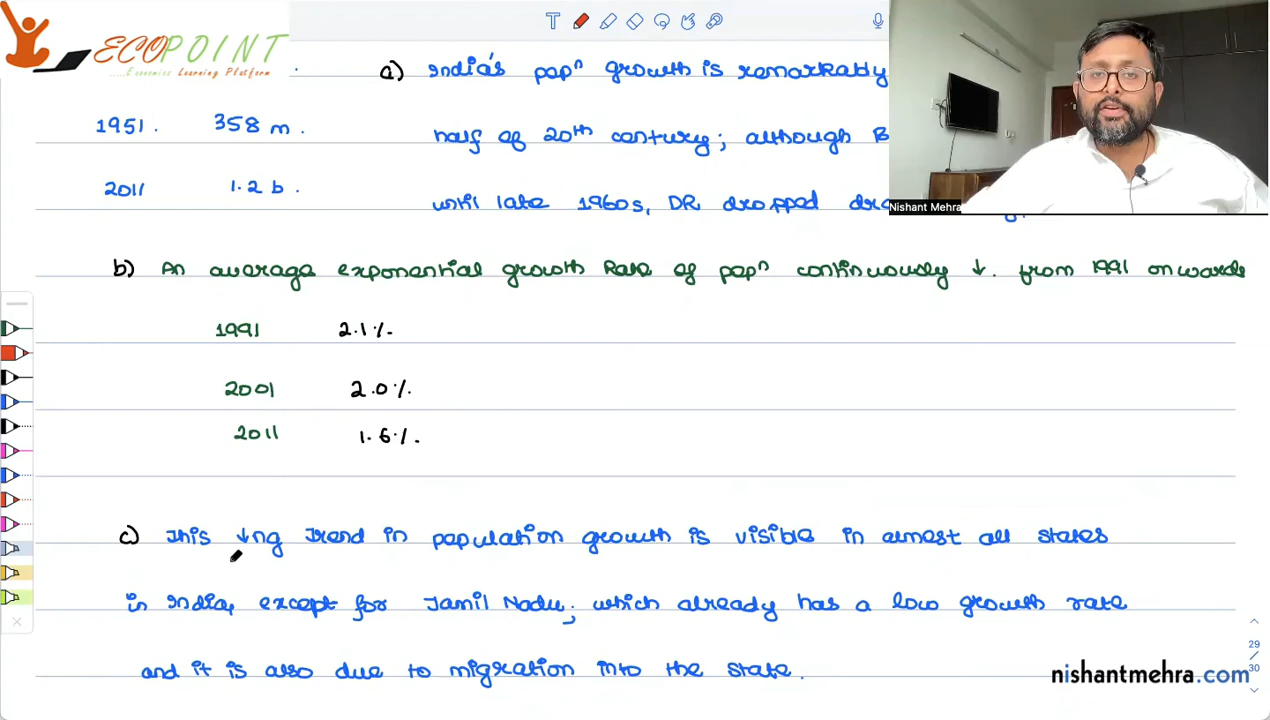 ECOPOINT
....Economics Learning Platform
a) India's popⁿ growth is remarkably
1951. 358 m.
half of 20th century; although B
2011 1.2 b.
until late 1960s, DR dropped
Nishant Mehra
b) An average exponential growth Rate of popⁿ continuously ↓. from 1991 onwards
1991 2.1%.
2001 2.0%.
2011 1.6%.
c) This ↓ng Trend in population growth is visible in almost all states
in India, except for Tamil Nadu; which already has a low growth rate
and it is also due to migration into the state.
29
/
30
nishantmehra.com